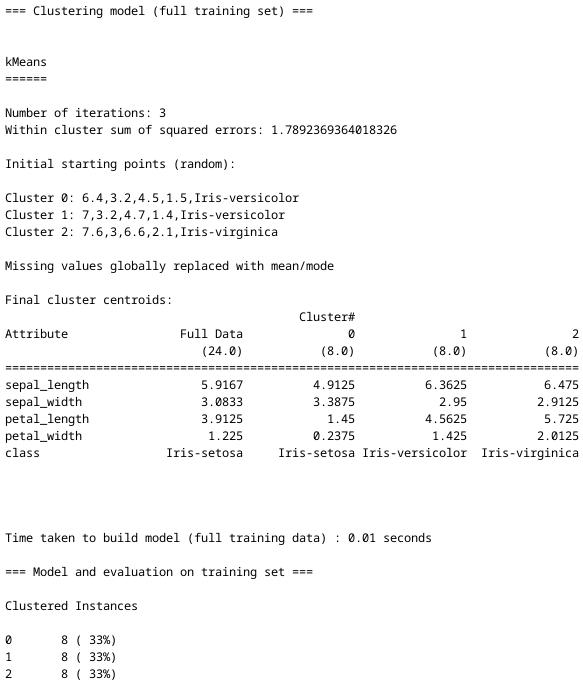 === Clustering model (full training set) ===
kMeans
======
Number of iterations: 3
Within cluster sum of squared errors: 1.7892369364018326
Initial starting points (random):
Cluster 0: 6.4,3.2,4.5,1.5,Iris-versicolor
Cluster 1: 7,3.2,4.7,1.4,Iris-versicolor
Cluster 2: 7.6,3,6.6,2.1,Iris-virginica
Missing values globally replaced with mean/mode
Final cluster centroids:
                                          Cluster#
Attribute                Full Data               0               1               2
                            (24.0)           (8.0)           (8.0)           (8.0)
==================================================================================
sepal_length                5.9167          4.9125          6.3625           6.475
sepal_width                 3.0833          3.3875            2.95          2.9125
petal_length                3.9125            1.45          4.5625           5.725
petal_width                  1.225          0.2375           1.425          2.0125
class                  Iris-setosa     Iris-setosa Iris-versicolor  Iris-virginica
Time taken to build model (full training data) : 0.01 seconds
=== Model and evaluation on training set ===
Clustered Instances
0       8 ( 33%)
1       8 ( 33%)
2       8 ( 33%)